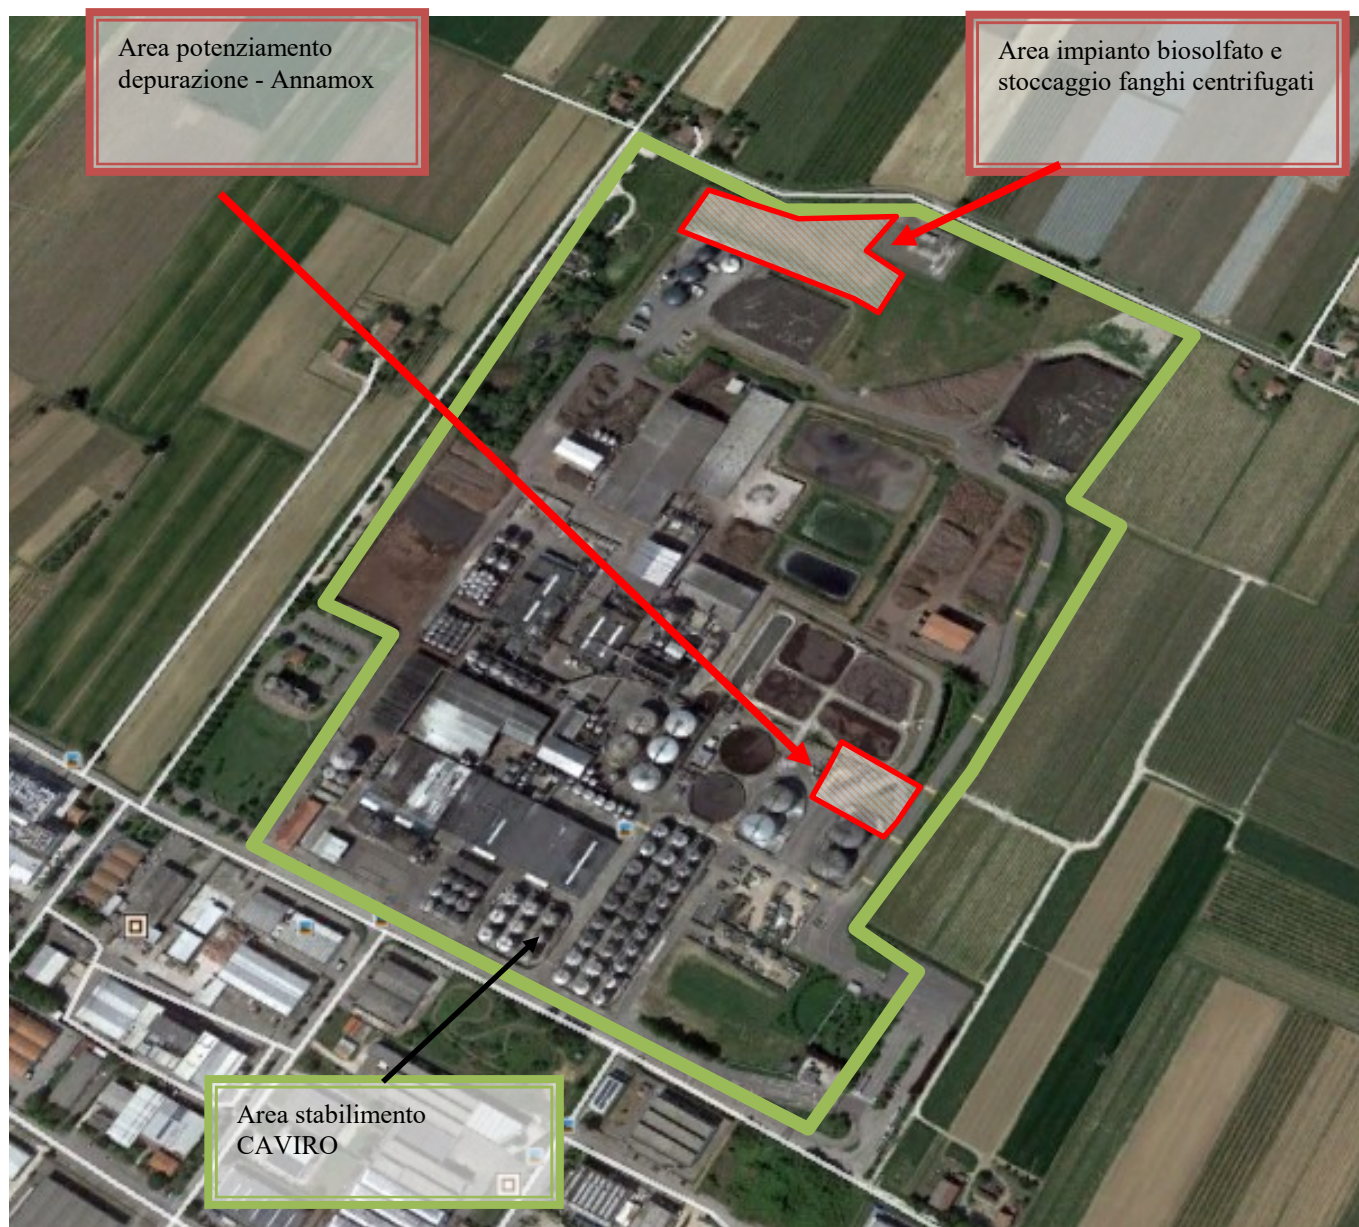 Area potenziamento
depurazione - Annamox
Area impianto biosolfato e
stoccaggio fanghi centrifugati
Area stabilimento
CAVIRO